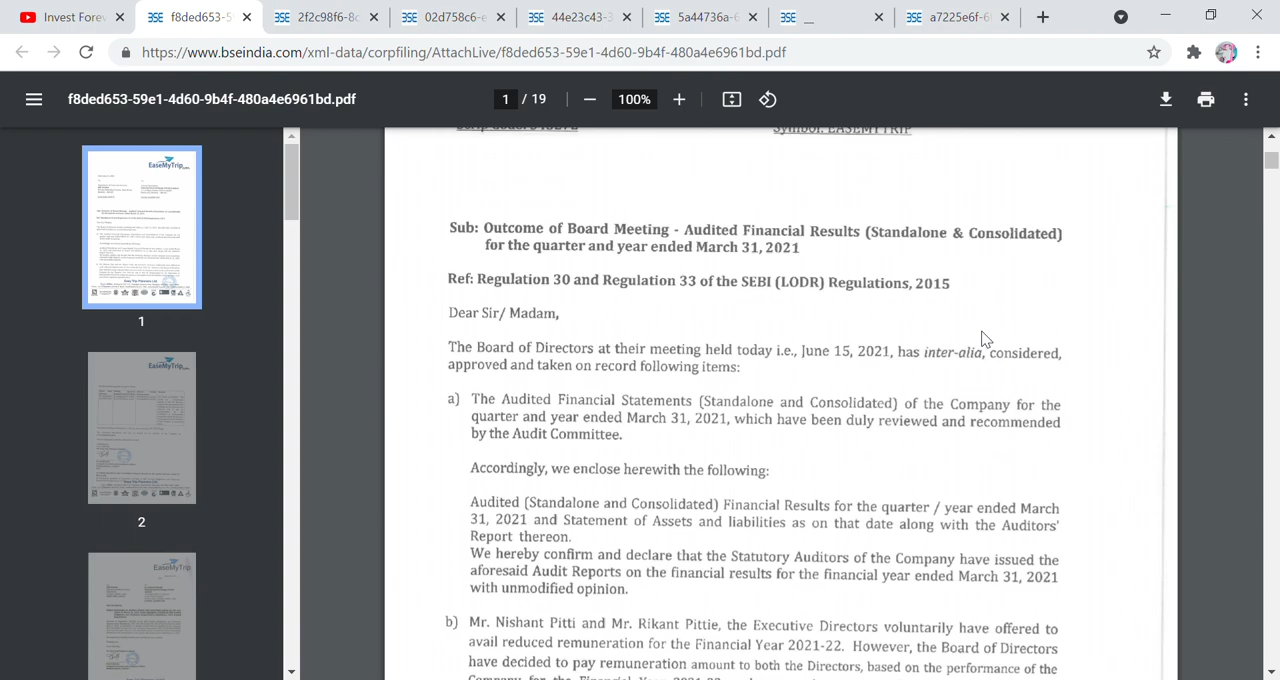 Invest Fore
f8ded653-5
2f2c98f6-8
02d758c6-e
44e23c43-3
5a44736a-6
__
a7225e6f-6
https://www.bseindia.com/xml-data/corpfiling/AttachLive/f8ded653-59e1-4d60-9b4f-480a4e6961bd.pdf
f8ded653-59e1-4d60-9b4f-480a4e6961bd.pdf
1 / 19
100%
EaseMyTrip.com
1
EaseMyTrip
2
EaseMyTrip
Symbol: EASEMYTRIP
Sub: Outcome of Board Meeting - Audited Financial Results (Standalone & Consolidated)
for the quarter and year ended March 31, 2021
Ref: Regulation 30 and Regulation 33 of the SEBI (LODR) Regulations, 2015
Dear Sir/ Madam,
The Board of Directors at their meeting held today i.e., June 15, 2021, has inter-alia, considered,
approved and taken on record following items:
a) The Audited Financial Statements (Standalone and Consolidated) of the Company for the
quarter and year ended March 31, 2021, which have been duly reviewed and recommended
by the Audit Committee.
Accordingly, we enclose herewith the following:
Audited (Standalone and Consolidated) Financial Results for the quarter / year ended March
31, 2021 and Statement of Assets and liabilities as on that date along with the Auditors'
Report thereon.
We hereby confirm and declare that the Statutory Auditors of the Company have issued the
aforesaid Audit Reports on the financial results for the financial year ended March 31, 2021
with unmodified opinion.
b) Mr. Nishant Pitti and Mr. Rikant Pittie, the Executive Directors voluntarily have offered to
avail reduced remuneration for the Financial Year 2021-22. However, the Board of Directors
have decided to pay remuneration amount to both the Directors, based on the performance of the